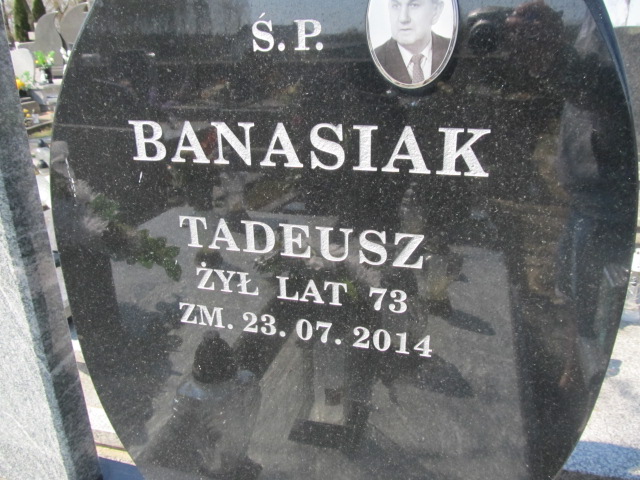 Ś.P.
BANASIAK
TADEUSZ
ŻYŁ LAT 73
ZM. 23.07.2014